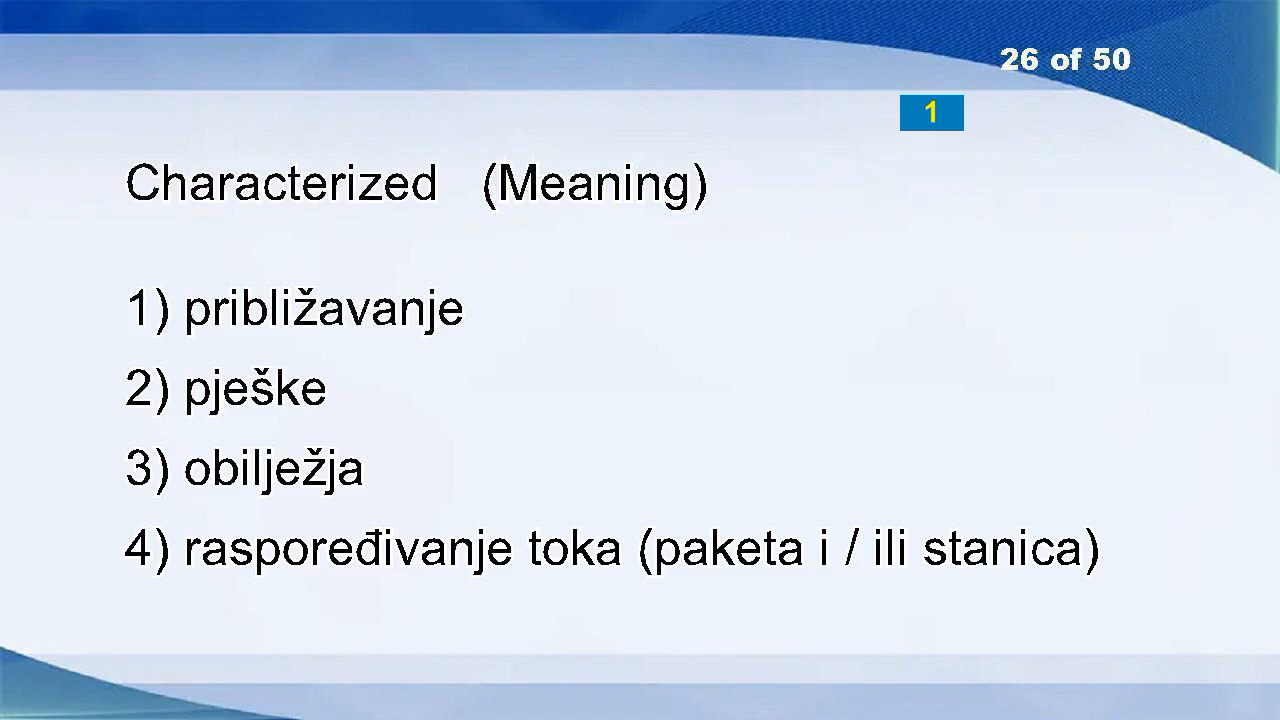 26 of 50
1
Characterized (Meaning)
1) približavanje
2) pješke
3) obilježja
4) raspoređivanje toka (paketa i / ili stanica)